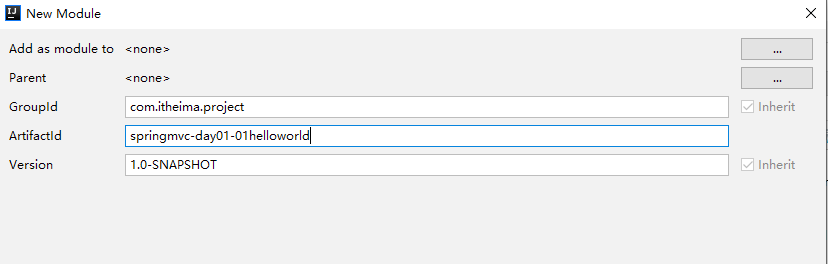 IJ New Module
Add as module to <none> ...
Parent <none> ...
GroupId com.itheima.project Inherit
ArtifactId springmvc-day01-01helloworld
Version 1.0-SNAPSHOT Inherit